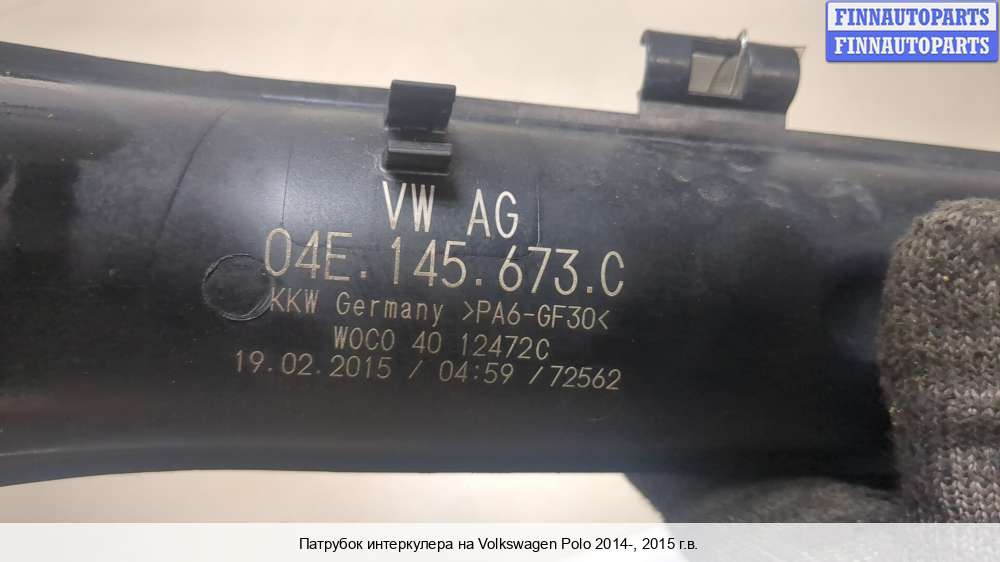 FINNAUTOPARTS
FINNAUTOPARTS
VW AG
04E.145.673.C
KKW Germany >PA6-GF30<
WOCO 40 12472C
19.02.2015 / 04:59 /72562
Патрубок интеркулера на Volkswagen Polo 2014-, 2015 г.в.